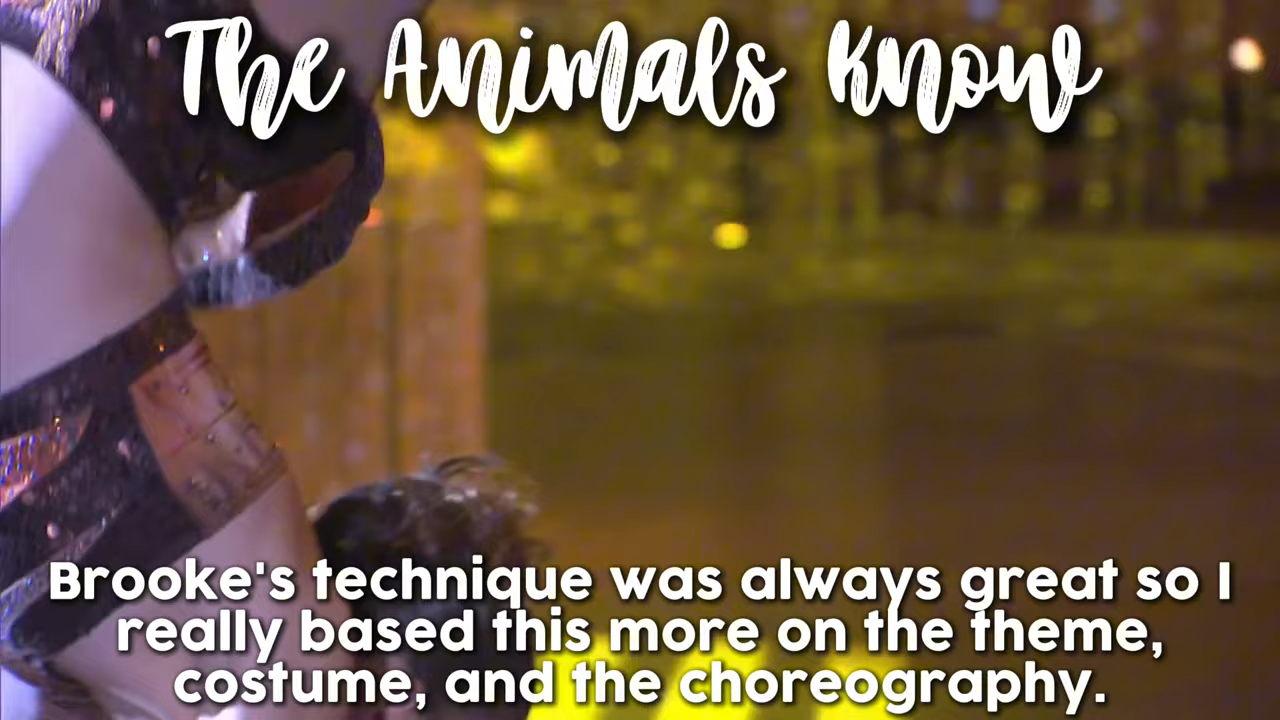 The Animals Know
Brooke's technique was always great so I
really based this more on the theme,
costume, and the choreography.